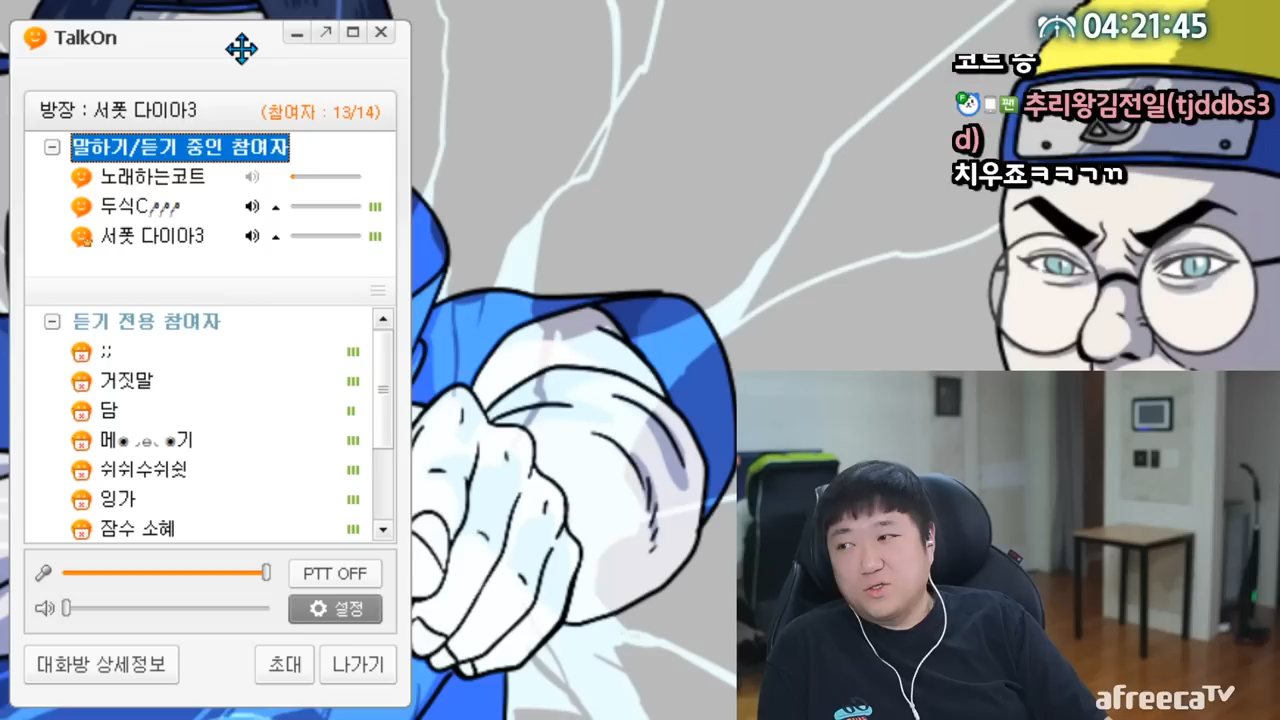 TalkOn
04:21:45
코트 송
추리왕김전일(tjddbs3
d)
치우죠ㅋㅋㄱㄲ
방장 : 서폿 다이아3 (참여자 : 13/14)
말하기/듣기 중인 참여자
노래하는코트
두식C
서폿 다이아3
듣기 전용 참여자
;;
거짓말
담
메◉◞⩊◟◉기
쉬쉬수쉬쉿
잉가
잠수 소혜
PTT OFF
설정
대화방 상세정보 초대 나가기
afreecaTV